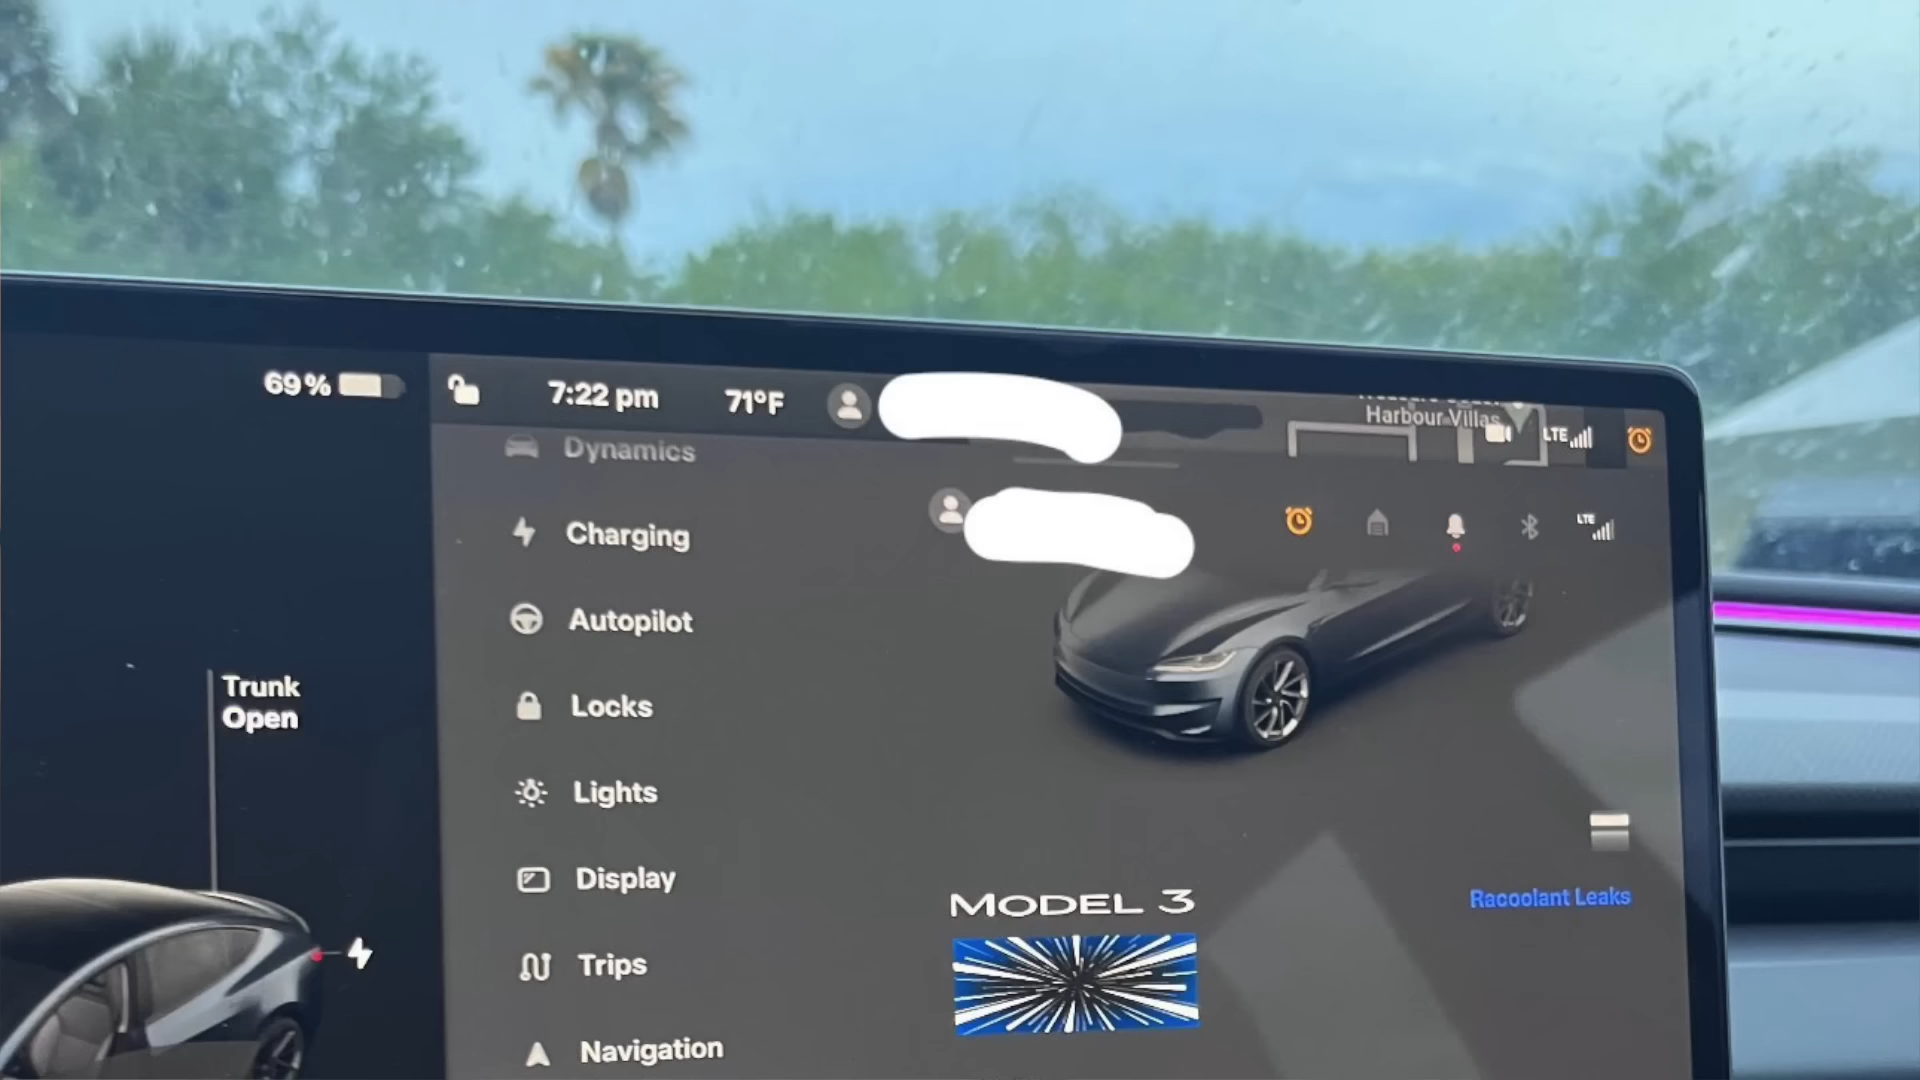 69%
7:22 pm
71°F
Harbour Villas
LTE
Dynamics
Charging
LTE
Autopilot
Locks
Lights
Display
Trips
Navigation
Trunk
Open
MODEL 3
Racoolant Leaks